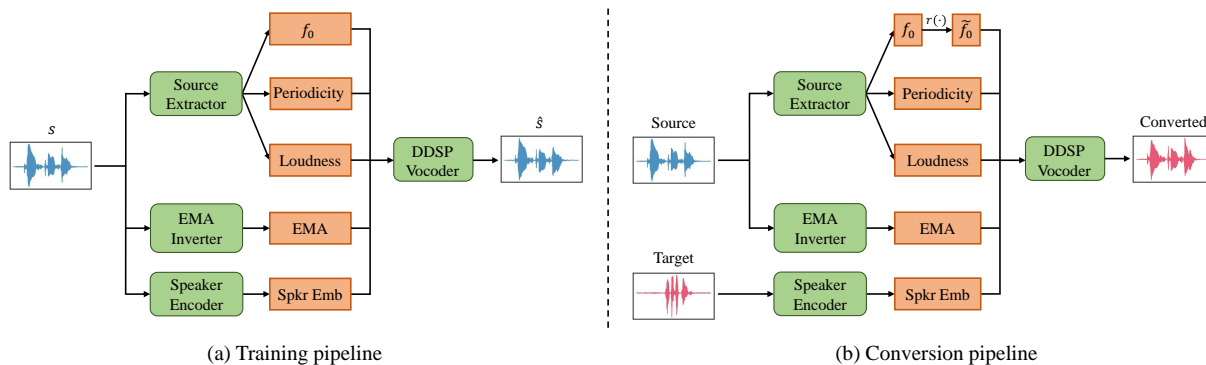 s
Source
Extractor
f₀
Periodicity
Loudness
EMA
Inverter
EMA
Speaker
Encoder
Spkr Emb
DDSP
Vocoder
ŝ
(a) Training pipeline
Source
Target
Source
Extractor
f₀
r(·)
f̃₀
Periodicity
Loudness
EMA
Inverter
EMA
Speaker
Encoder
Spkr Emb
DDSP
Vocoder
Converted
(b) Conversion pipeline